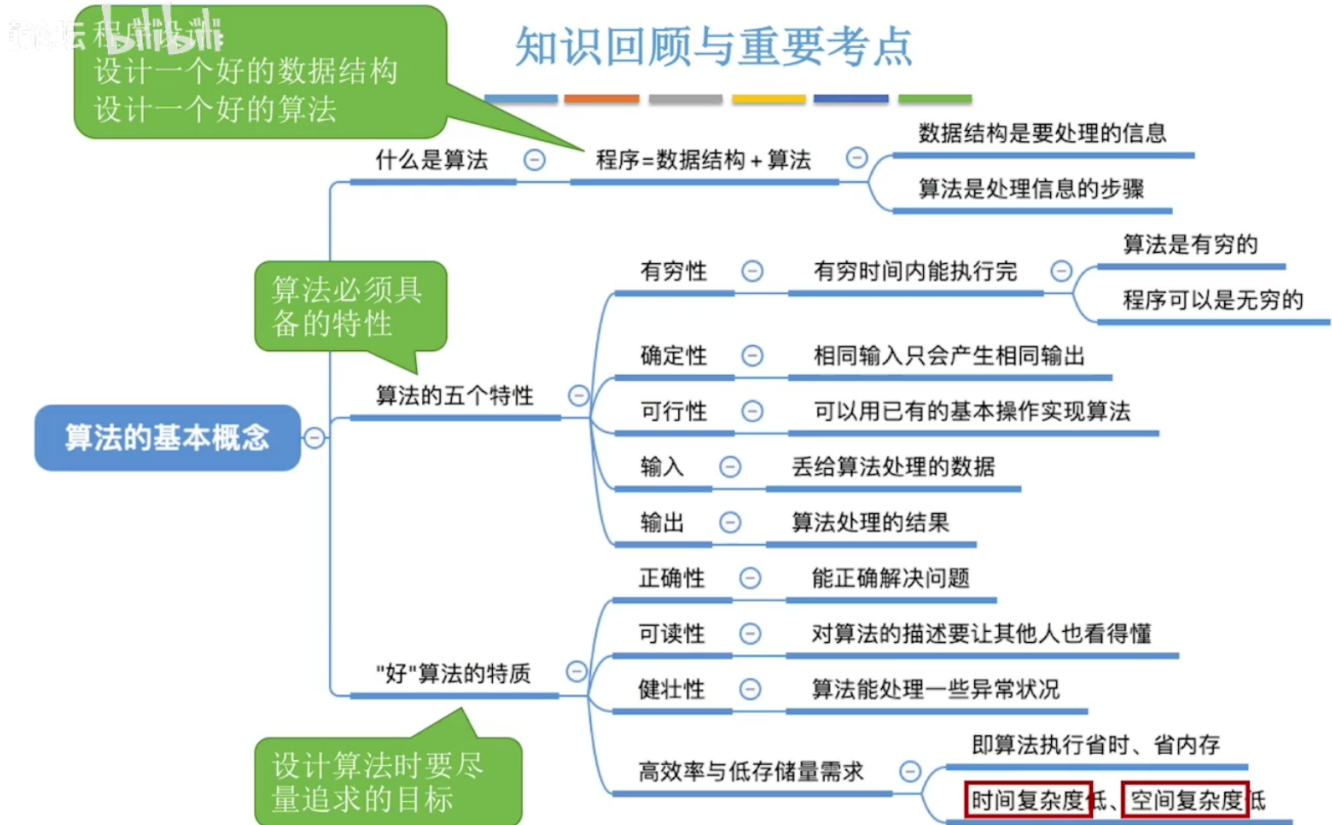 bilibili
程序设计:
设计一个好的数据结构
设计一个好的算法
知识回顾与重要考点
什么是算法
程序=数据结构+算法
数据结构是要处理的信息
算法是处理信息的步骤
算法必须具
备的特性
算法的五个特性
有穷性
有穷时间内能执行完
算法是有穷的
程序可以是无穷的
确定性
相同输入只会产生相同输出
可行性
可以用已有的基本操作实现算法
输入
丢给算法处理的数据
输出
算法处理的结果
算法的基本概念
"好"算法的特质
正确性
能正确解决问题
可读性
对算法的描述要让其他人也看得懂
健壮性
算法能处理一些异常状况
高效率与低存储量需求
即算法执行省时、省内存
时间复杂度低、空间复杂度低
设计算法时要尽
量追求的目标